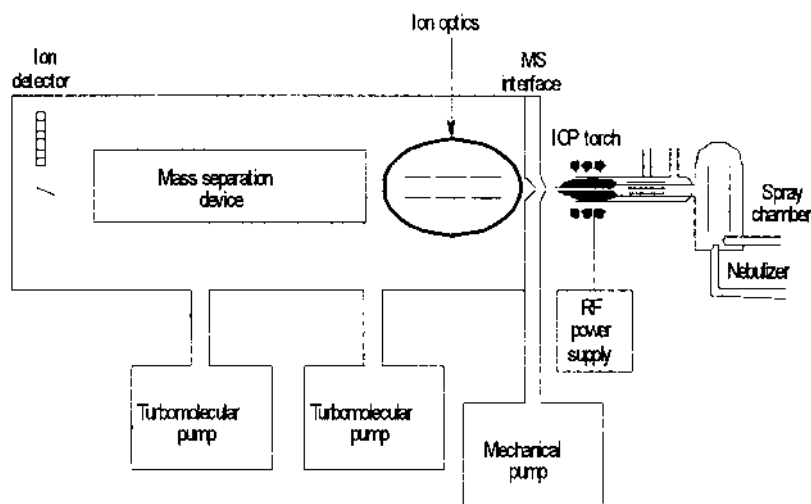 Ion optics
Ion
detector
MS
interface
ICP torch
Mass separation
device
Spray
chamber
Nebulizer
RF
power
supply
Turbomolecular
pump
Turbomolecular
pump
Mechanical
pump